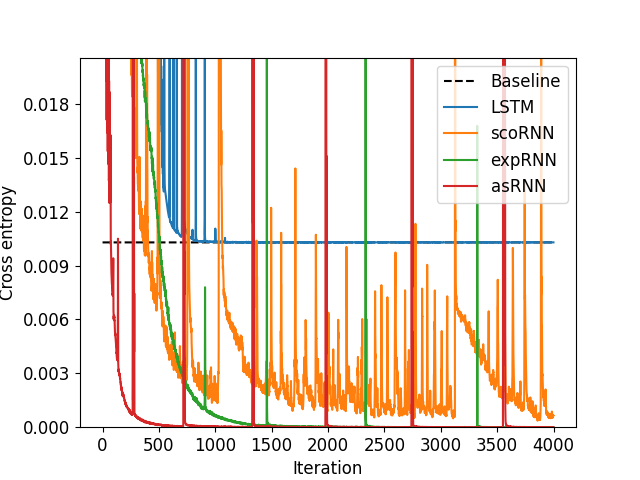 0.018
0.015
0.012
0.009
0.006
0.003
0.000
Cross entropy
0 500 1000 1500 2000 2500 3000 3500 4000
Iteration
Baseline
LSTM
scoRNN
expRNN
asRNN